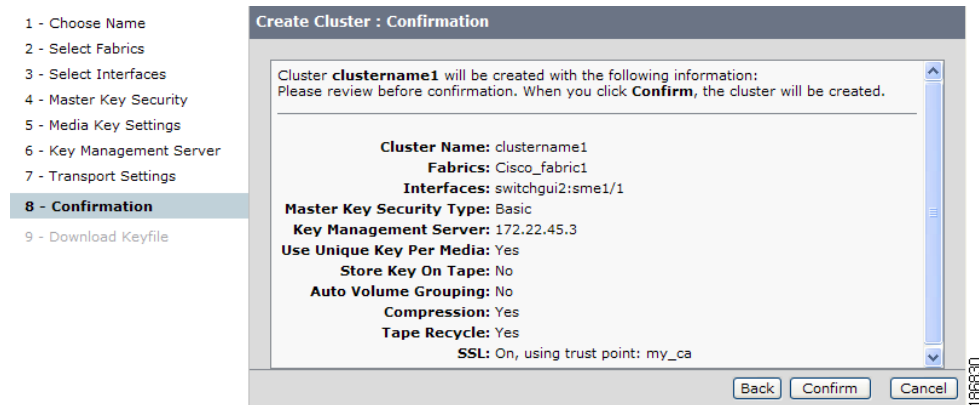 1 - Choose Name
2 - Select Fabrics
3 - Select Interfaces
4 - Master Key Security
5 - Media Key Settings
6 - Key Management Server
7 - Transport Settings
8 - Confirmation
9 - Download Keyfile
Create Cluster : Confirmation
Cluster clustername1 will be created with the following information:
Please review before confirmation. When you click Confirm, the cluster will be created.
Cluster Name: clustername1
Fabrics: Cisco_fabric1
Interfaces: switchgui2:sme1/1
Master Key Security Type: Basic
Key Management Server: 172.22.45.3
Use Unique Key Per Media: Yes
Store Key On Tape: No
Auto Volume Grouping: No
Compression: Yes
Tape Recycle: Yes
SSL: On, using trust point: my_ca
Back Confirm Cancel
186830